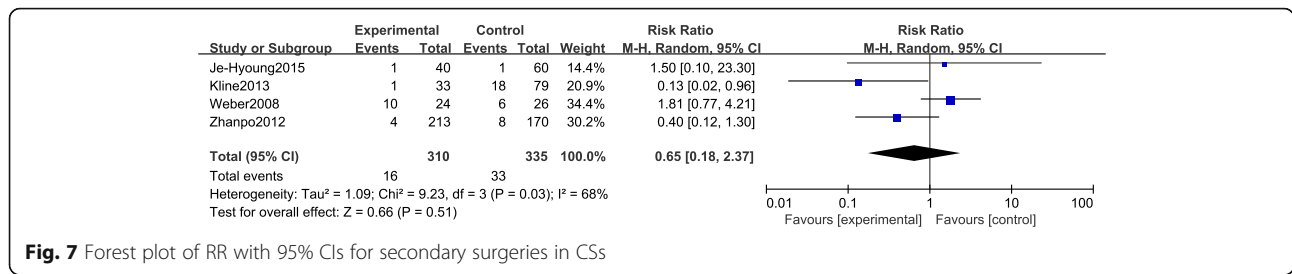 Experimental Control Risk Ratio Risk Ratio
Study or Subgroup Events Total Events Total Weight M-H, Random, 95% CI M-H, Random, 95% CI
Je-Hyoung2015 1 40 1 60 14.4% 1.50 [0.10, 23.30]
Kline2013 1 33 18 79 20.9% 0.13 [0.02, 0.96]
Weber2008 10 24 6 26 34.4% 1.81 [0.77, 4.21]
Zhanpo2012 4 213 8 170 30.2% 0.40 [0.12, 1.30]
Total (95% CI) 310 335 100.0% 0.65 [0.18, 2.37]
Total events 16 33
Heterogeneity: Tau² = 1.09; Chi² = 9.23, df = 3 (P = 0.03); I² = 68%
Test for overall effect: Z = 0.66 (P = 0.51)
0.01 0.1 1 10 100
Favours [experimental] Favours [control]
Fig. 7 Forest plot of RR with 95% CIs for secondary surgeries in CSs